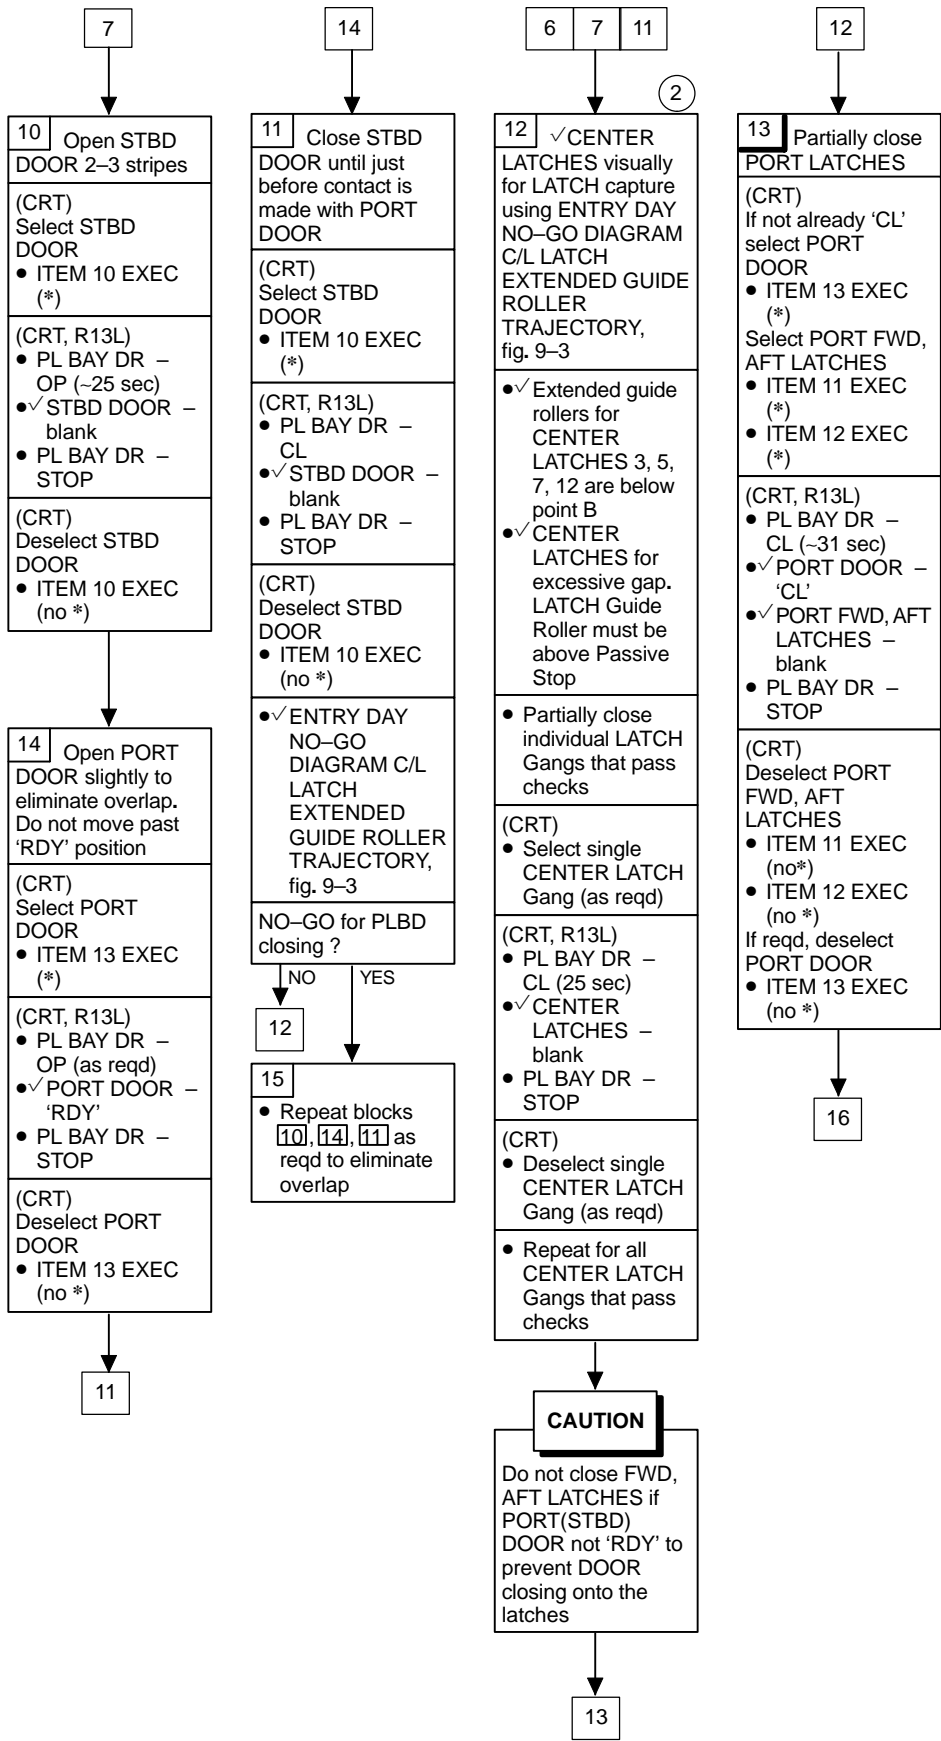 7
10 Open STBD
DOOR 2–3 stripes
(CRT)
Select STBD
DOOR
• ITEM 10 EXEC
(*)
(CRT, R13L)
• PL BAY DR –
OP (~25 sec)
•√ STBD DOOR –
blank
• PL BAY DR –
STOP
(CRT)
Deselect STBD
DOOR
• ITEM 10 EXEC
(no *)
14 Open PORT
DOOR slightly to
eliminate overlap.
Do not move past
‘RDY’ position
(CRT)
Select PORT
DOOR
• ITEM 13 EXEC
(*)
(CRT, R13L)
• PL BAY DR –
OP (as reqd)
•√ PORT DOOR –
‘RDY’
• PL BAY DR –
STOP
(CRT)
Deselect PORT
DOOR
• ITEM 13 EXEC
(no *)
11
14
11 Close STBD
DOOR until just
before contact is
made with PORT
DOOR
(CRT)
Select STBD
DOOR
• ITEM 10 EXEC
(*)
(CRT, R13L)
• PL BAY DR –
CL
•√ STBD DOOR –
blank
• PL BAY DR –
STOP
(CRT)
Deselect STBD
DOOR
• ITEM 10 EXEC
(no *)
•√ ENTRY DAY
NO–GO
DIAGRAM C/L
LATCH
EXTENDED
GUIDE ROLLER
TRAJECTORY,
fig. 9–3
NO–GO for PLBD
closing ?
NO YES
12
15
• Repeat blocks
10, 14, 11 as
reqd to eliminate
overlap
6 7 11
2
12 √CENTER
LATCHES visually
for LATCH capture
using ENTRY DAY
NO–GO DIAGRAM
C/L LATCH
EXTENDED GUIDE
ROLLER
TRAJECTORY,
fig. 9–3
•√ Extended guide
rollers for
CENTER
LATCHES 3, 5,
7, 12 are below
point B
•√ CENTER
LATCHES for
excessive gap.
LATCH Guide
Roller must be
above Passive
Stop
• Partially close
individual LATCH
Gangs that pass
checks
(CRT)
• Select single
CENTER LATCH
Gang (as reqd)
(CRT, R13L)
• PL BAY DR –
CL (25 sec)
•√ CENTER
LATCHES –
blank
• PL BAY DR –
STOP
(CRT)
• Deselect single
CENTER LATCH
Gang (as reqd)
• Repeat for all
CENTER LATCH
Gangs that pass
checks
CAUTION
Do not close FWD,
AFT LATCHES if
PORT(STBD)
DOOR not ‘RDY’ to
prevent DOOR
closing onto the
latches
13
12
13 Partially close
PORT LATCHES
(CRT)
If not already ‘CL’
select PORT
DOOR
• ITEM 13 EXEC
(*)
Select PORT FWD,
AFT LATCHES
• ITEM 11 EXEC
(*)
• ITEM 12 EXEC
(*)
(CRT, R13L)
• PL BAY DR –
CL (~31 sec)
•√ PORT DOOR –
‘CL’
•√ PORT FWD, AFT
LATCHES –
blank
• PL BAY DR –
STOP
(CRT)
Deselect PORT
FWD, AFT
LATCHES
• ITEM 11 EXEC
(no*)
• ITEM 12 EXEC
(no *)
If reqd, deselect
PORT DOOR
• ITEM 13 EXEC
(no *)
16